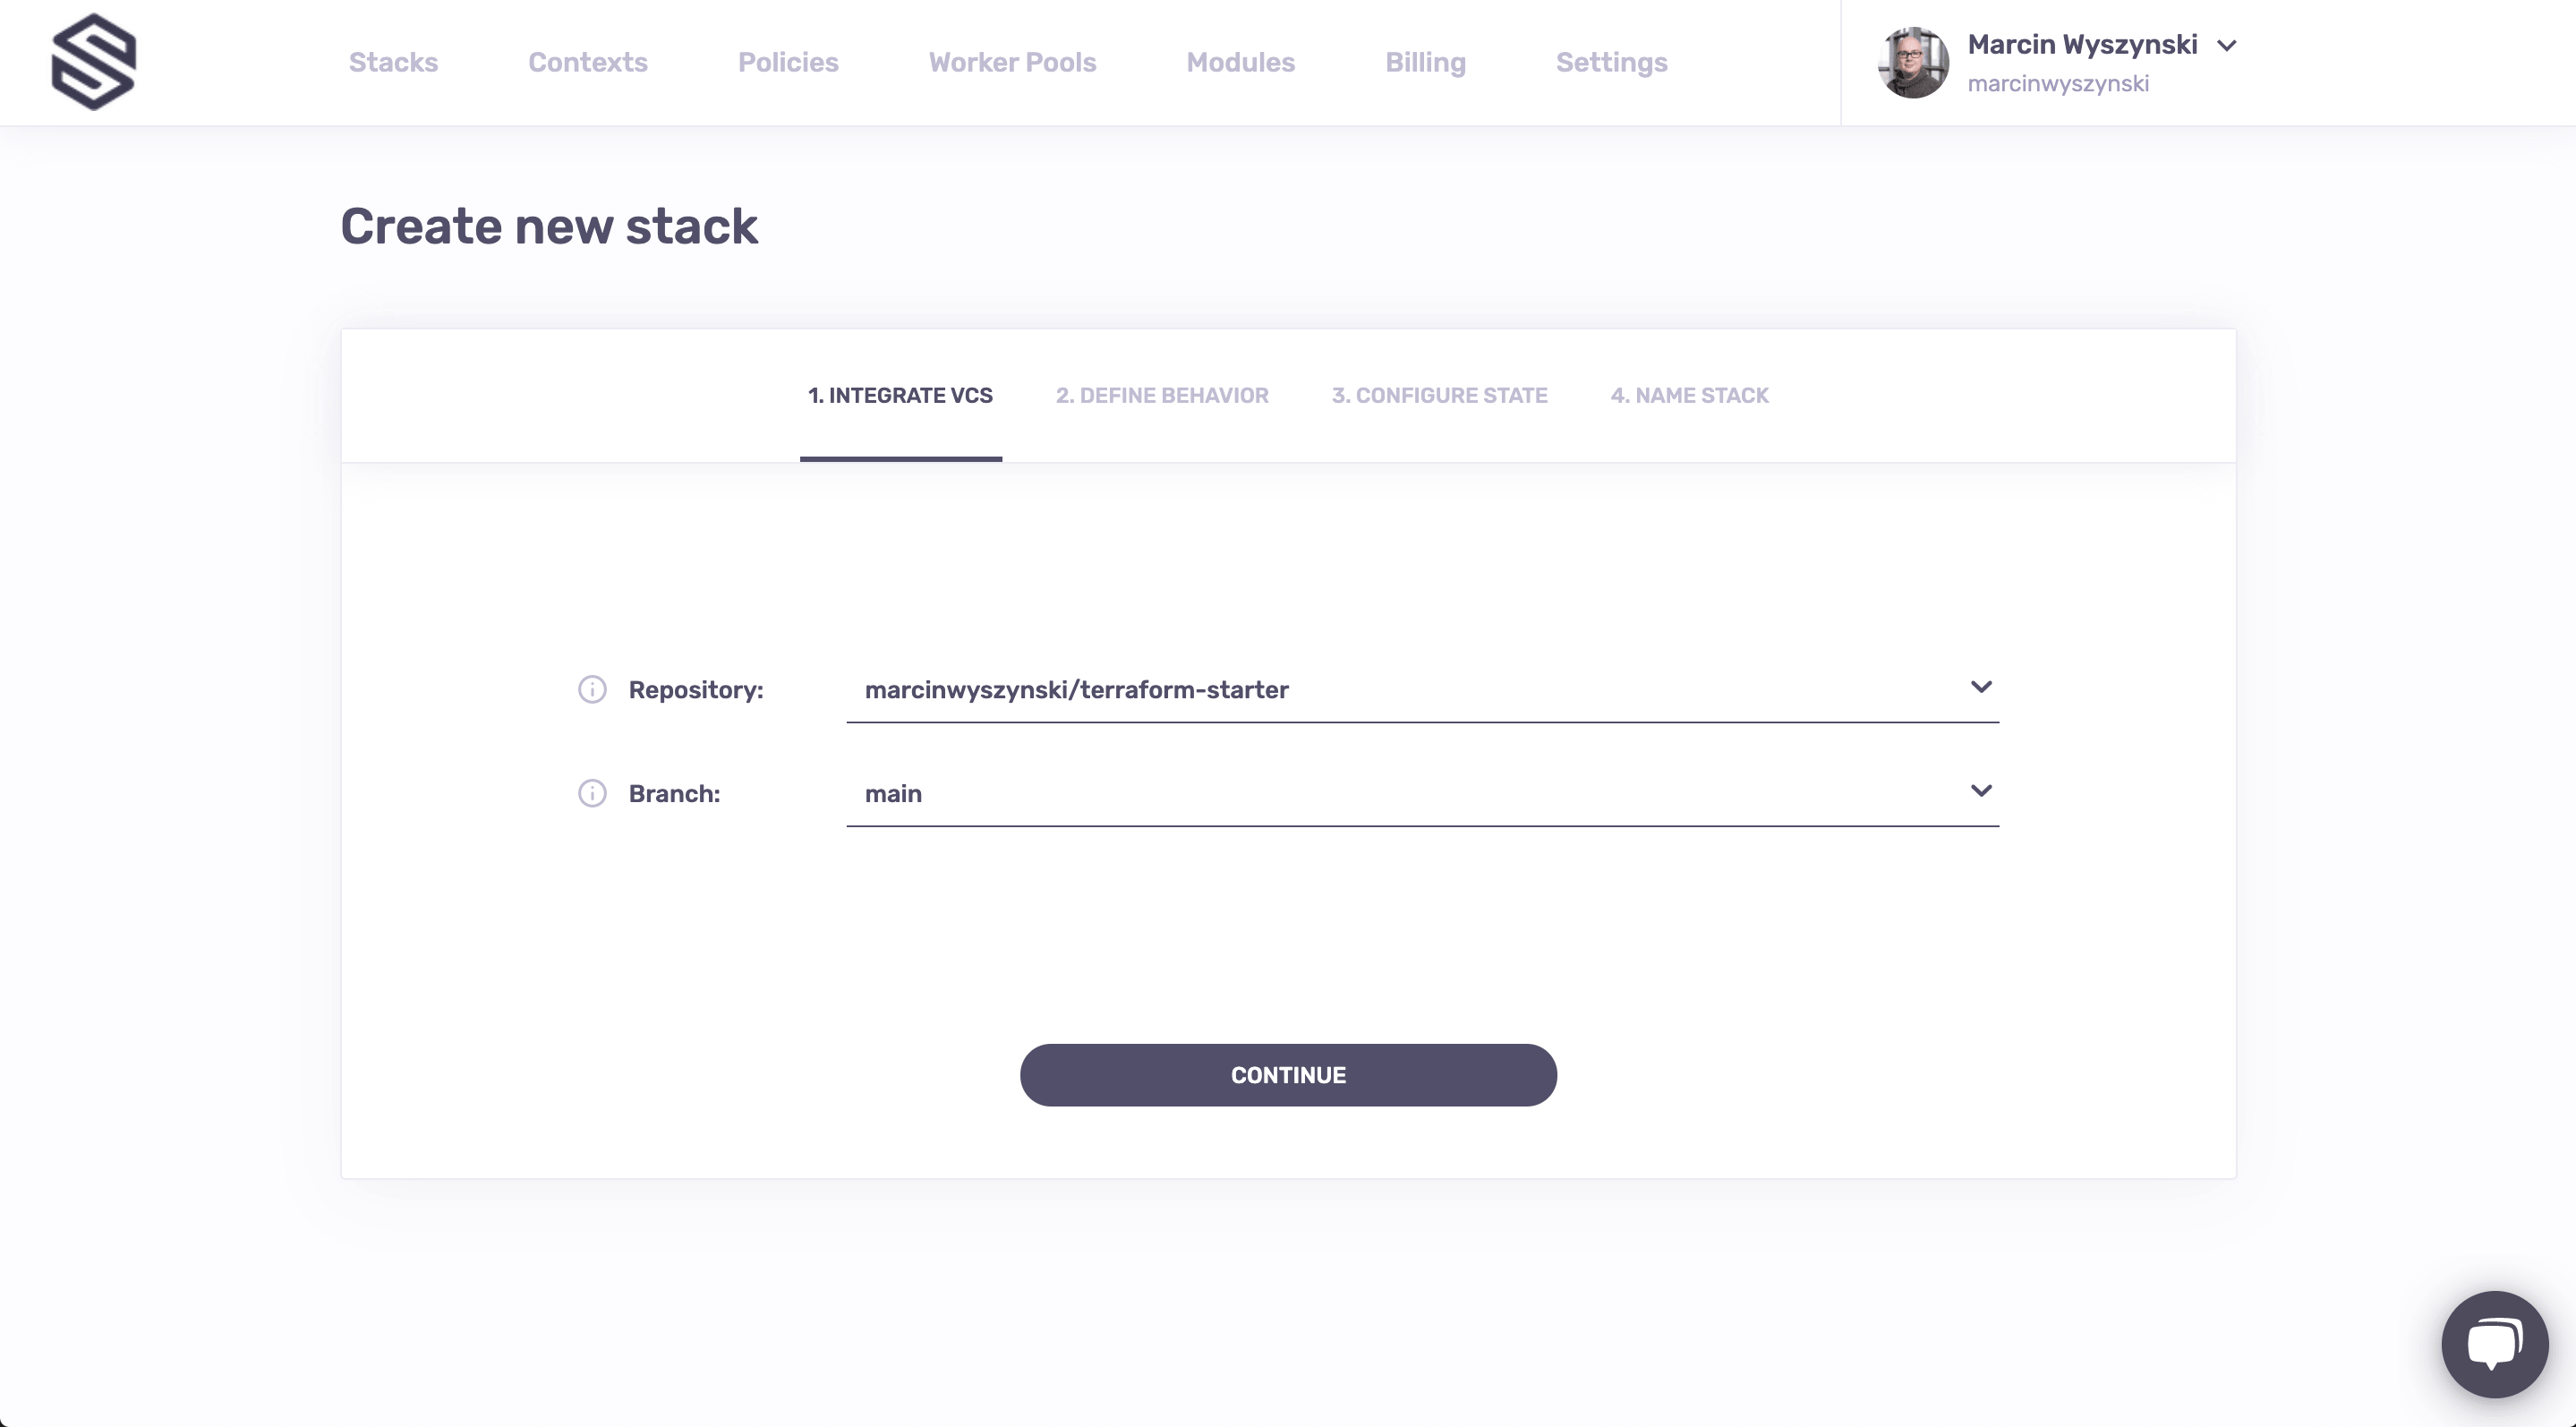 Stacks Contexts Policies Worker Pools Modules Billing Settings
Marcin Wyszynski
marcinwyszynski
Create new stack
1. INTEGRATE VCS 2. DEFINE BEHAVIOR 3. CONFIGURE STATE 4. NAME STACK
Repository: marcinwyszynski/terraform-starter
Branch: main
CONTINUE